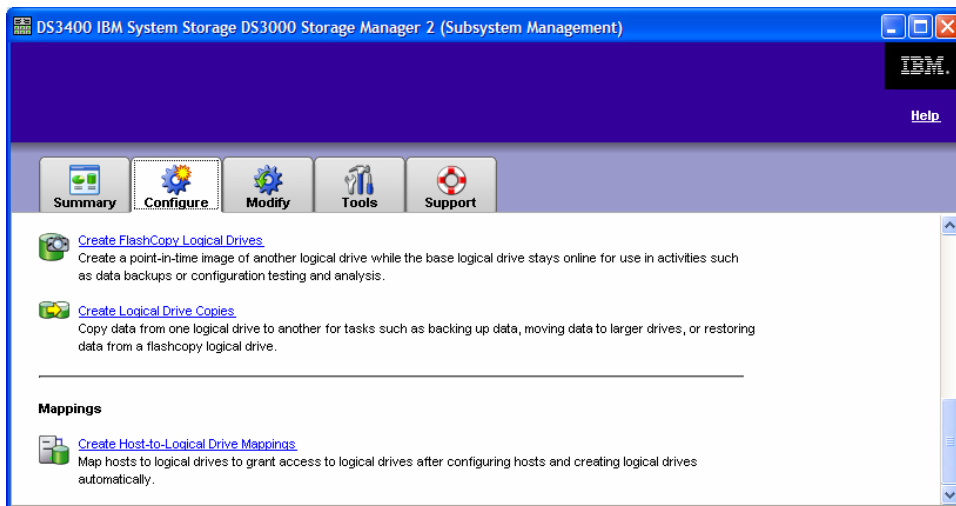 DS3400 IBM System Storage DS3000 Storage Manager 2 (Subsystem Management)
IBM.
Help
Summary
Configure
Modify
Tools
Support
Create FlashCopy Logical Drives
Create a point-in-time image of another logical drive while the base logical drive stays online for use in activities such
as data backups or configuration testing and analysis.
Create Logical Drive Copies
Copy data from one logical drive to another for tasks such as backing up data, moving data to larger drives, or restoring
data from a flashcopy logical drive.
Mappings
Create Host-to-Logical Drive Mappings
Map hosts to logical drives to grant access to logical drives after configuring hosts and creating logical drives
automatically.